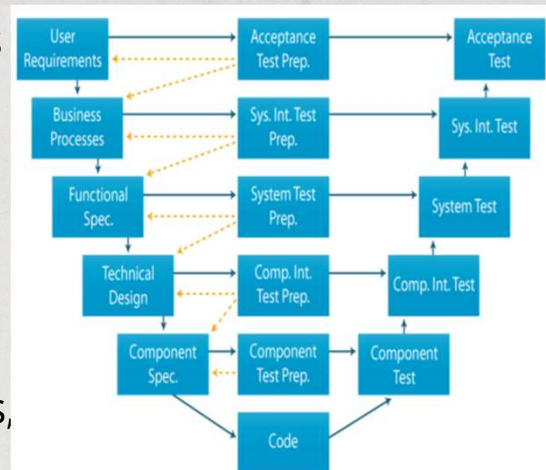 s
User
Requirements
Acceptance
Test Prep.
Acceptance
Test
Business
Processes
Sys. Int. Test
Prep.
Sys. Int. Test
Functional
Spec.
System Test
Prep.
System Test
Technical
Design
Comp. Int.
Test Prep.
Comp. Int. Test
Component
Spec.
Component
Test Prep.
Component
Test
s,
Code